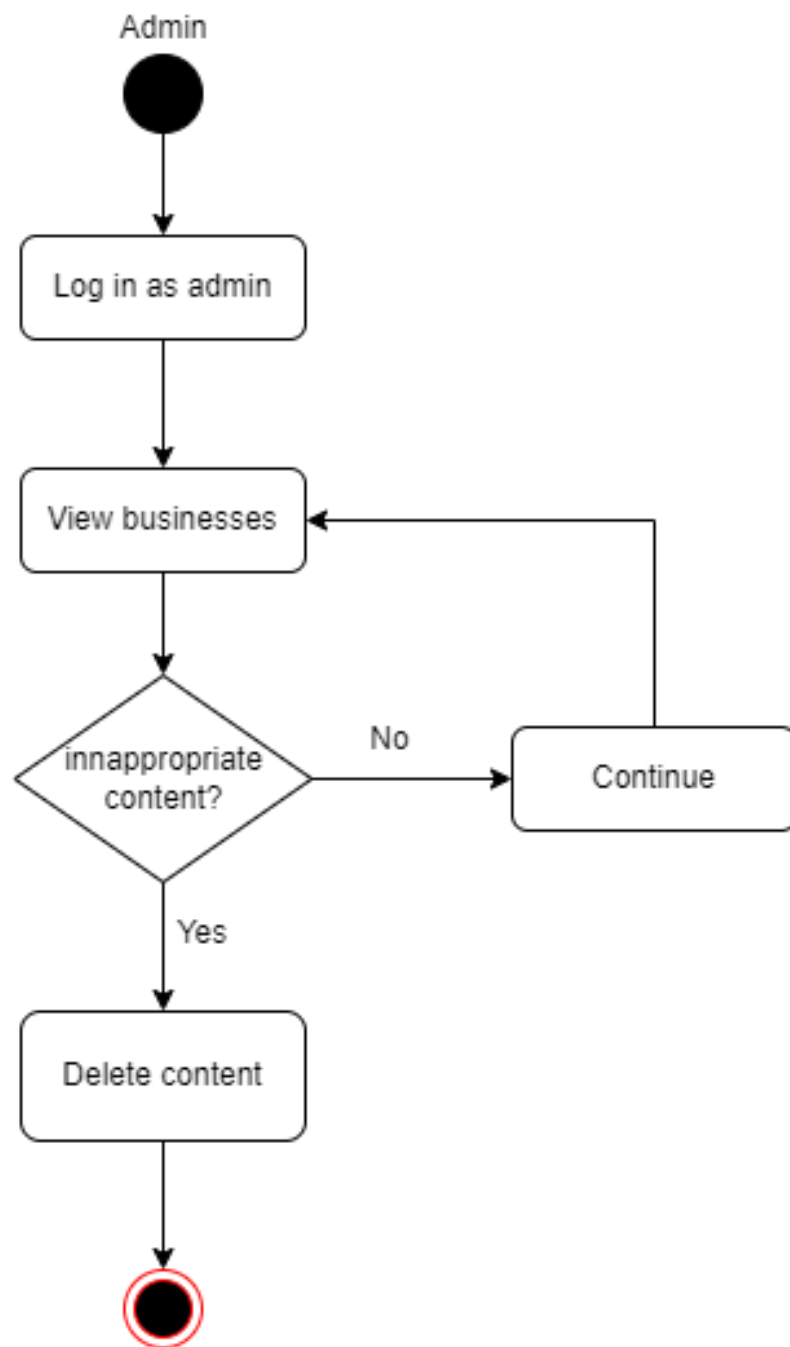 Admin
Log in as admin
View businesses
innappropriate
content?
No
Continue
Yes
Delete content